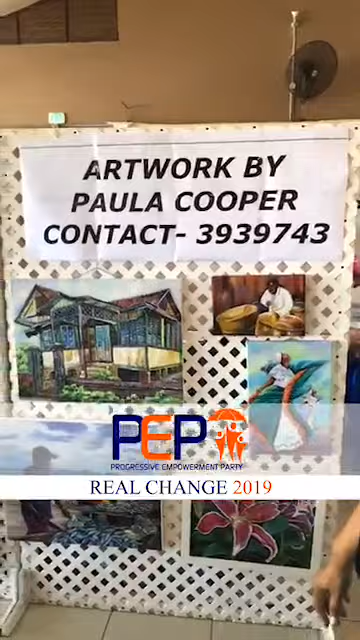 ARTWORK BY
PAULA COOPER
CONTACT- 3939743
PEP
PROGRESSIVE EMPOWERMENT PARTY
REAL CHANGE 2019